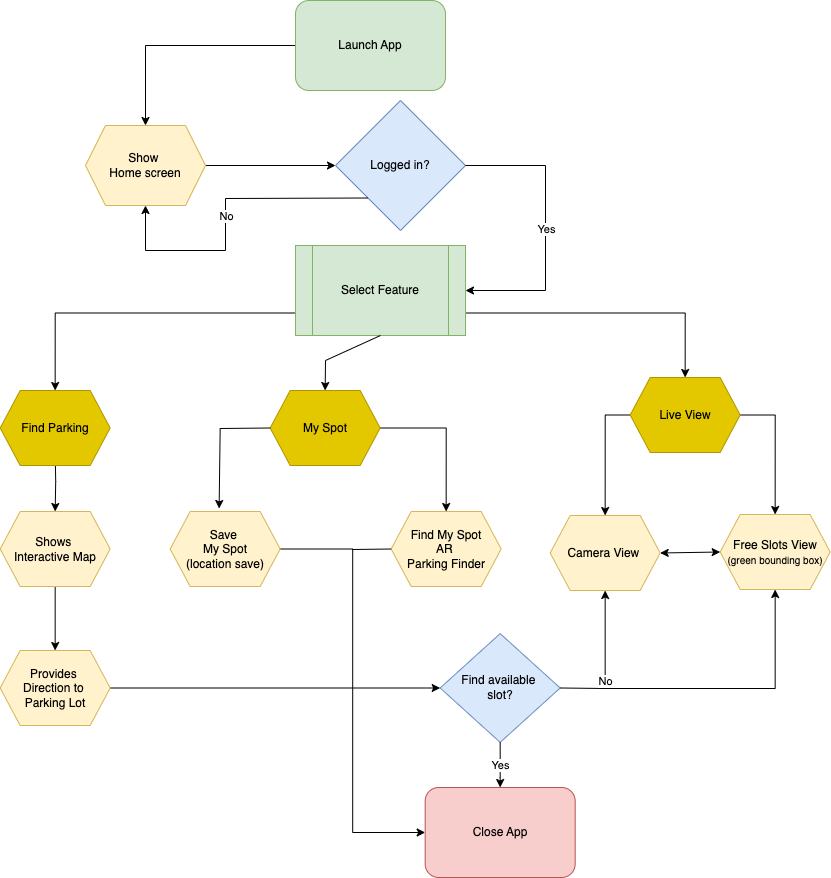 Launch App
Show
Home screen
Logged in?
No
Yes
Select Feature
Find Parking
My Spot
Live View
Shows
Interactive Map
Save
My Spot
(location save)
Find My Spot
AR
Parking Finder
Camera View
Free Slots View
(green bounding box)
Provides
Direction to
Parking Lot
Find available
slot?
No
Yes
Close App